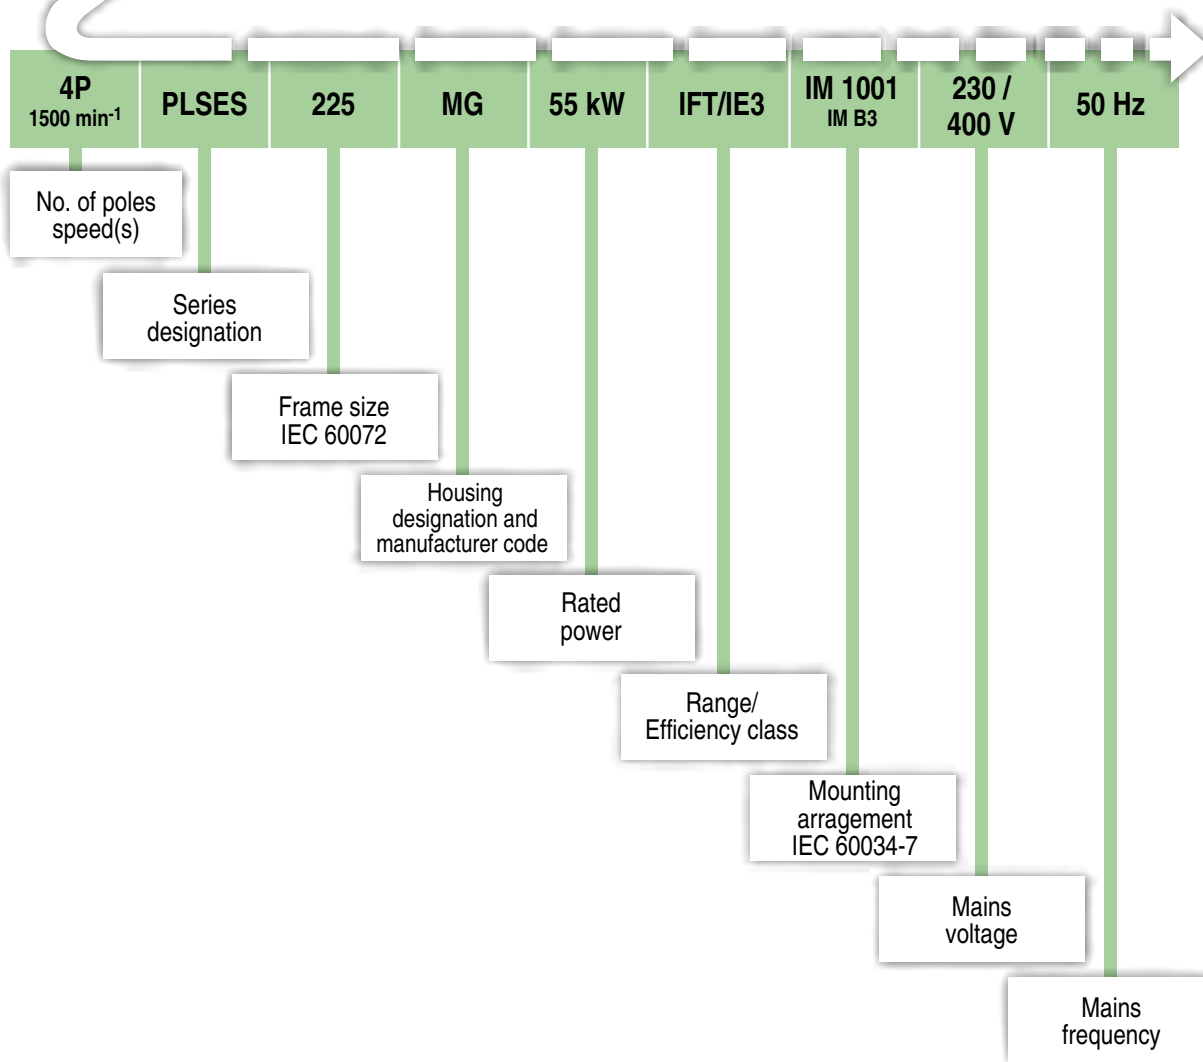 4P
1500 min-1
PLSES
225
MG
55 kW
IFT/IE3
IM 1001
IM B3
230 /
400 V
50 Hz
No. of poles
speed(s)
Series
designation
Frame size
IEC 60072
Housing
designation and
manufacturer code
Rated
power
Range/
Efficiency class
Mounting
arragement
IEC 60034-7
Mains
voltage
Mains
frequency